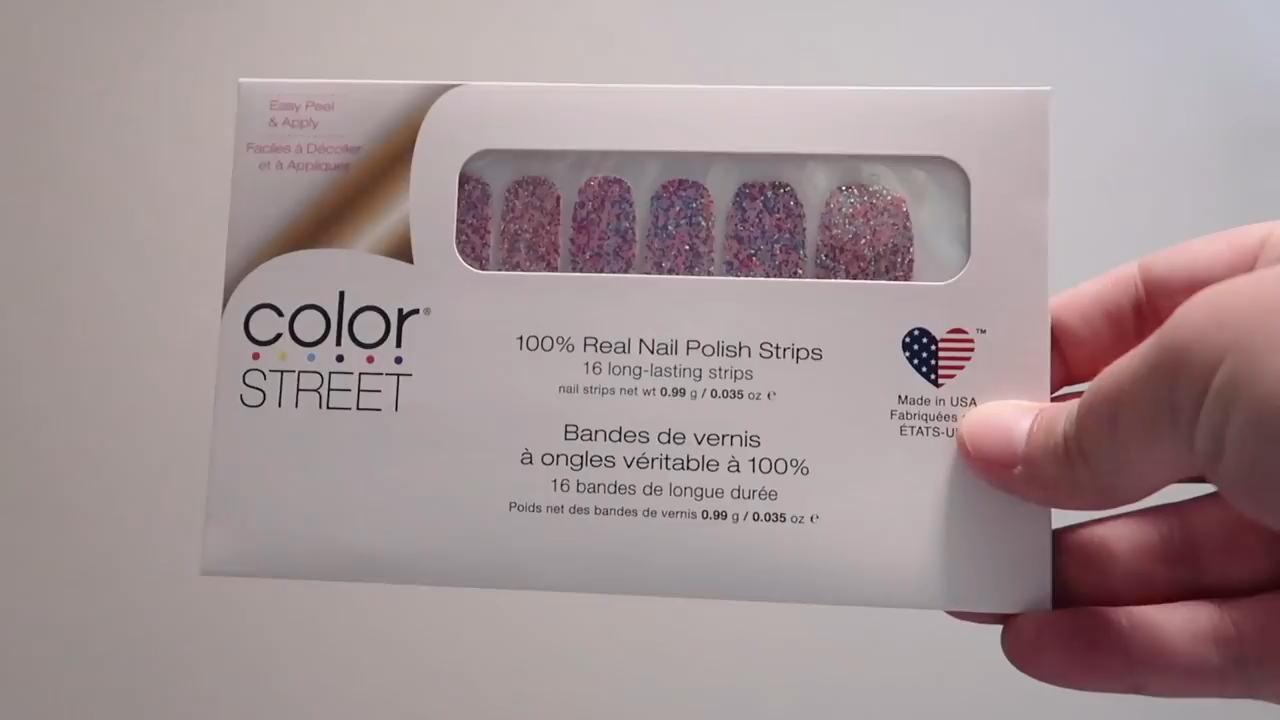 Easy Peel
& Apply
Faciles à Décoller
et à Appliquer
color®
STREET
100% Real Nail Polish Strips
16 long-lasting strips
nail strips net wt 0.99 g / 0.035 oz ℮
Bandes de vernis
à ongles véritable à 100%
16 bandes de longue durée
Poids net des bandes de vernis 0.99 g / 0.035 oz ℮
™
Made in USA
Fabriquées
ÉTATS-U